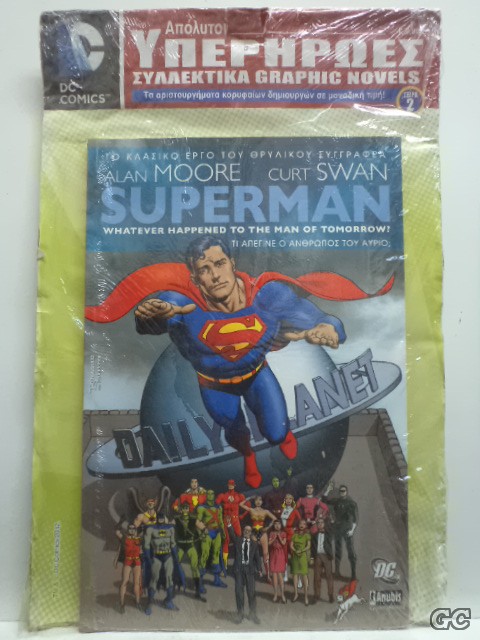 Απόλυτοι
ΥΠΕΡΗΡΩΕΣ
ΣΥΛΛΕΚΤΙΚΑ GRAPHIC NOVELS
DC COMICS™
Τα αριστουργήματα κορυφαίων δημιουργών σε μοναδική τιμή!
ΣΕΙΡΑ 2
ΤΟ ΚΛΑΣΙΚΟ ΕΡΓΟ ΤΟΥ ΘΡΥΛΙΚΟΥ ΣΥΓΓΡΑΦΕΑ
ALAN MOORE CURT SWAN
SUPERMAN
WHATEVER HAPPENED TO THE MAN OF TOMORROW?
ΤΙ ΑΠΕΓΙΝΕ Ο ΑΝΘΡΩΠΟΣ ΤΟΥ ΑΥΡΙΟ;
S
DAILY PLANET
DC
Anubis
GC